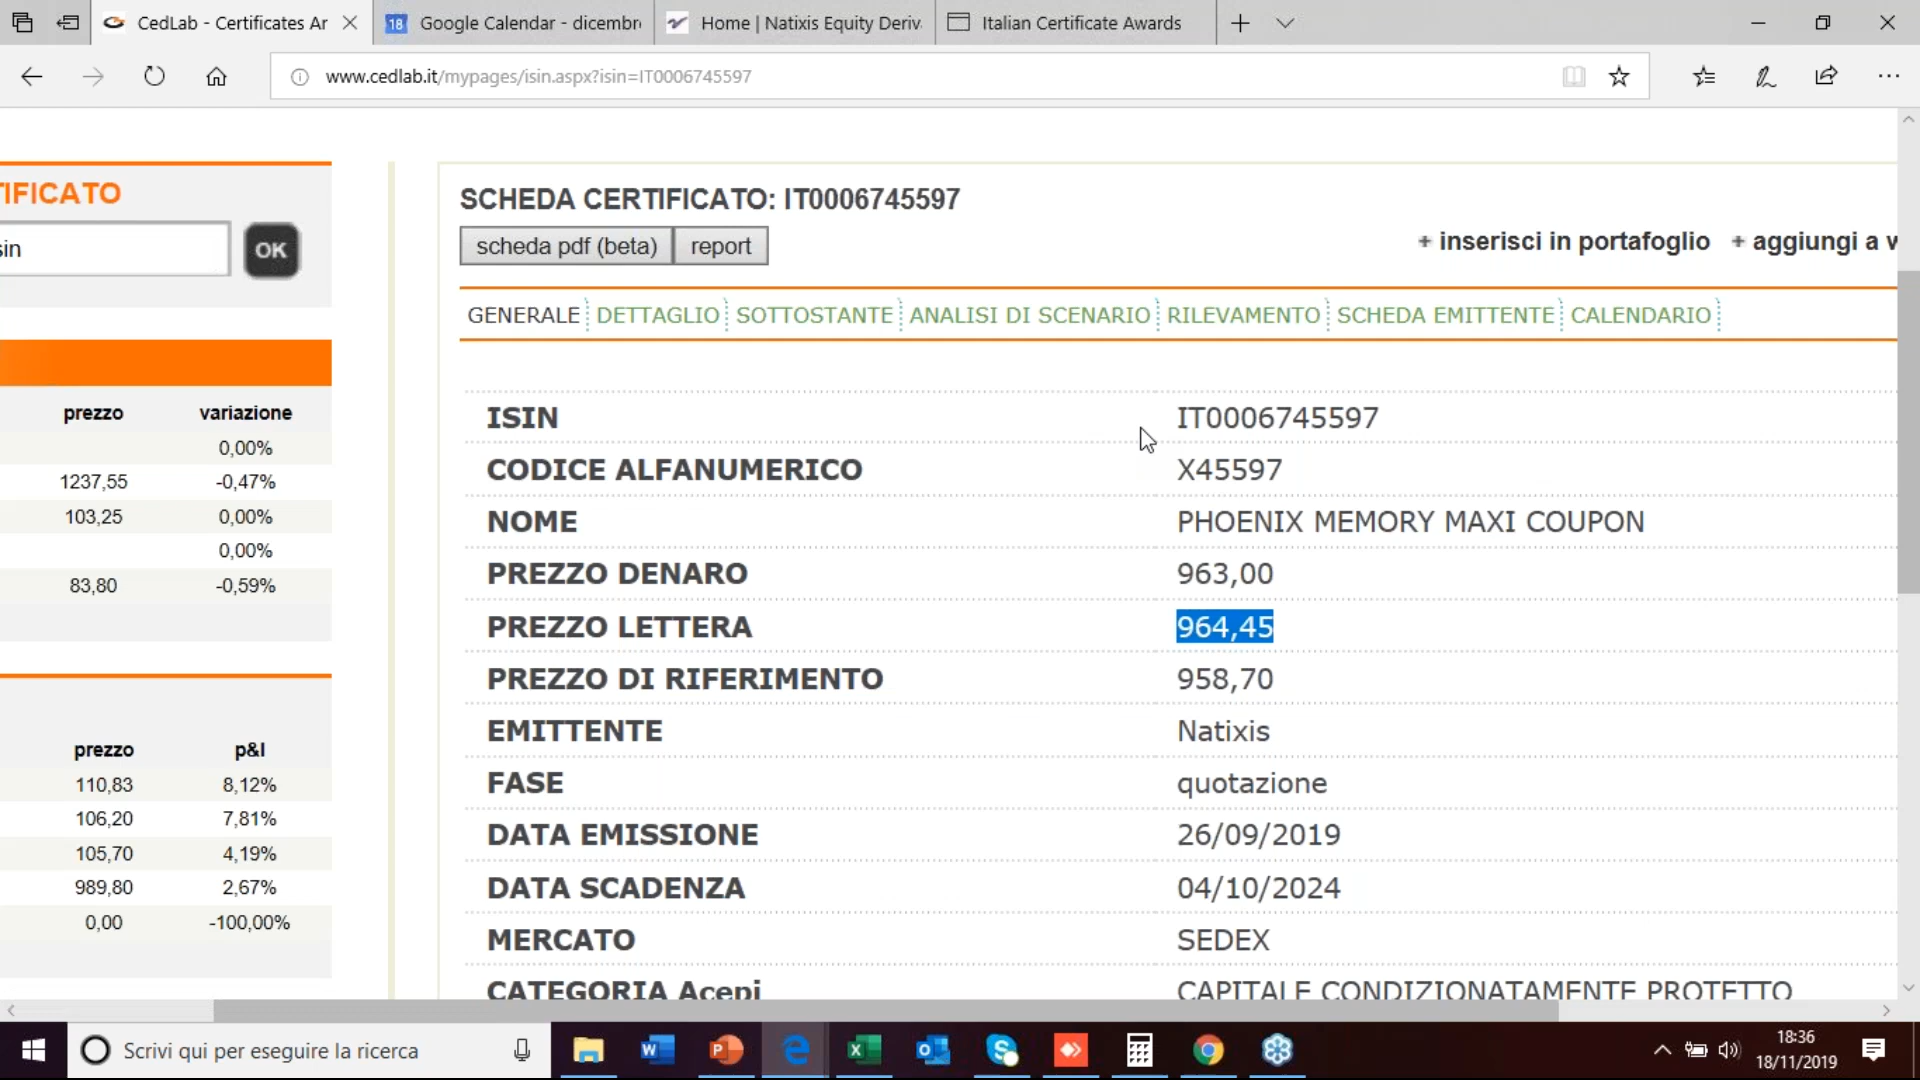 CedLab - Certificates Ar
18 Google Calendar - dicembre
Home | Natixis Equity Deriv
Italian Certificate Awards
www.cedlab.it/mypages/isin.aspx?isin=IT0006745597
TIFICATO
sin
OK
prezzo variazione
0,00%
1237,55 -0,47%
103,25 0,00%
0,00%
83,80 -0,59%
prezzo p&l
110,83 8,12%
106,20 7,81%
105,70 4,19%
989,80 2,67%
0,00 -100,00%
SCHEDA CERTIFICATO: IT0006745597
scheda pdf (beta) report
+ inserisci in portafoglio + aggiungi a w
GENERALE DETTAGLIO SOTTOSTANTE ANALISI DI SCENARIO RILEVAMENTO SCHEDA EMITTENTE CALENDARIO
ISIN IT0006745597
CODICE ALFANUMERICO X45597
NOME PHOENIX MEMORY MAXI COUPON
PREZZO DENARO 963,00
PREZZO LETTERA 964,45
PREZZO DI RIFERIMENTO 958,70
EMITTENTE Natixis
FASE quotazione
DATA EMISSIONE 26/09/2019
DATA SCADENZA 04/10/2024
MERCATO SEDEX
CATEGORIA Acepi CAPITALE CONDIZIONATAMENTE PROTETTO
Scrivi qui per eseguire la ricerca
18:36
18/11/2019